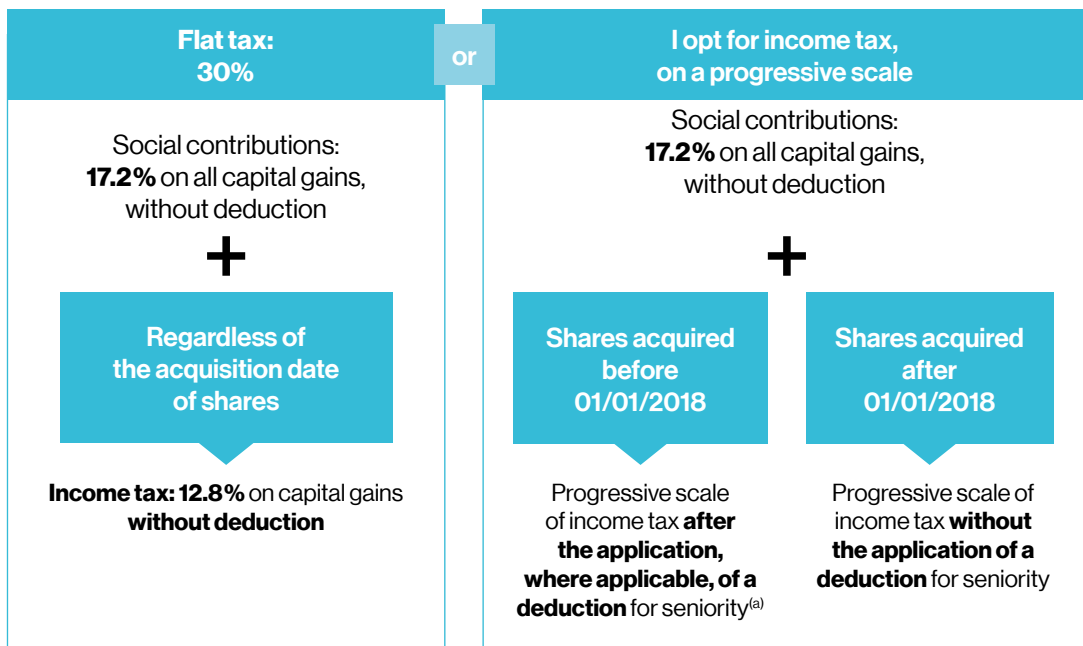 Flat tax:
30%
or
I opt for income tax,
on a progressive scale
Social contributions:
17.2% on all capital gains,
without deduction
+
Regardless of
the acquisition date
of shares
Income tax: 12.8% on capital gains
without deduction
Social contributions:
17.2% on all capital gains,
without deduction
+
Shares acquired
before
01/01/2018
Progressive scale
of income tax after
the application,
where applicable, of a
deduction for seniority(a)
Shares acquired
after
01/01/2018
Progressive scale of
income tax without
the application of a
deduction for seniority